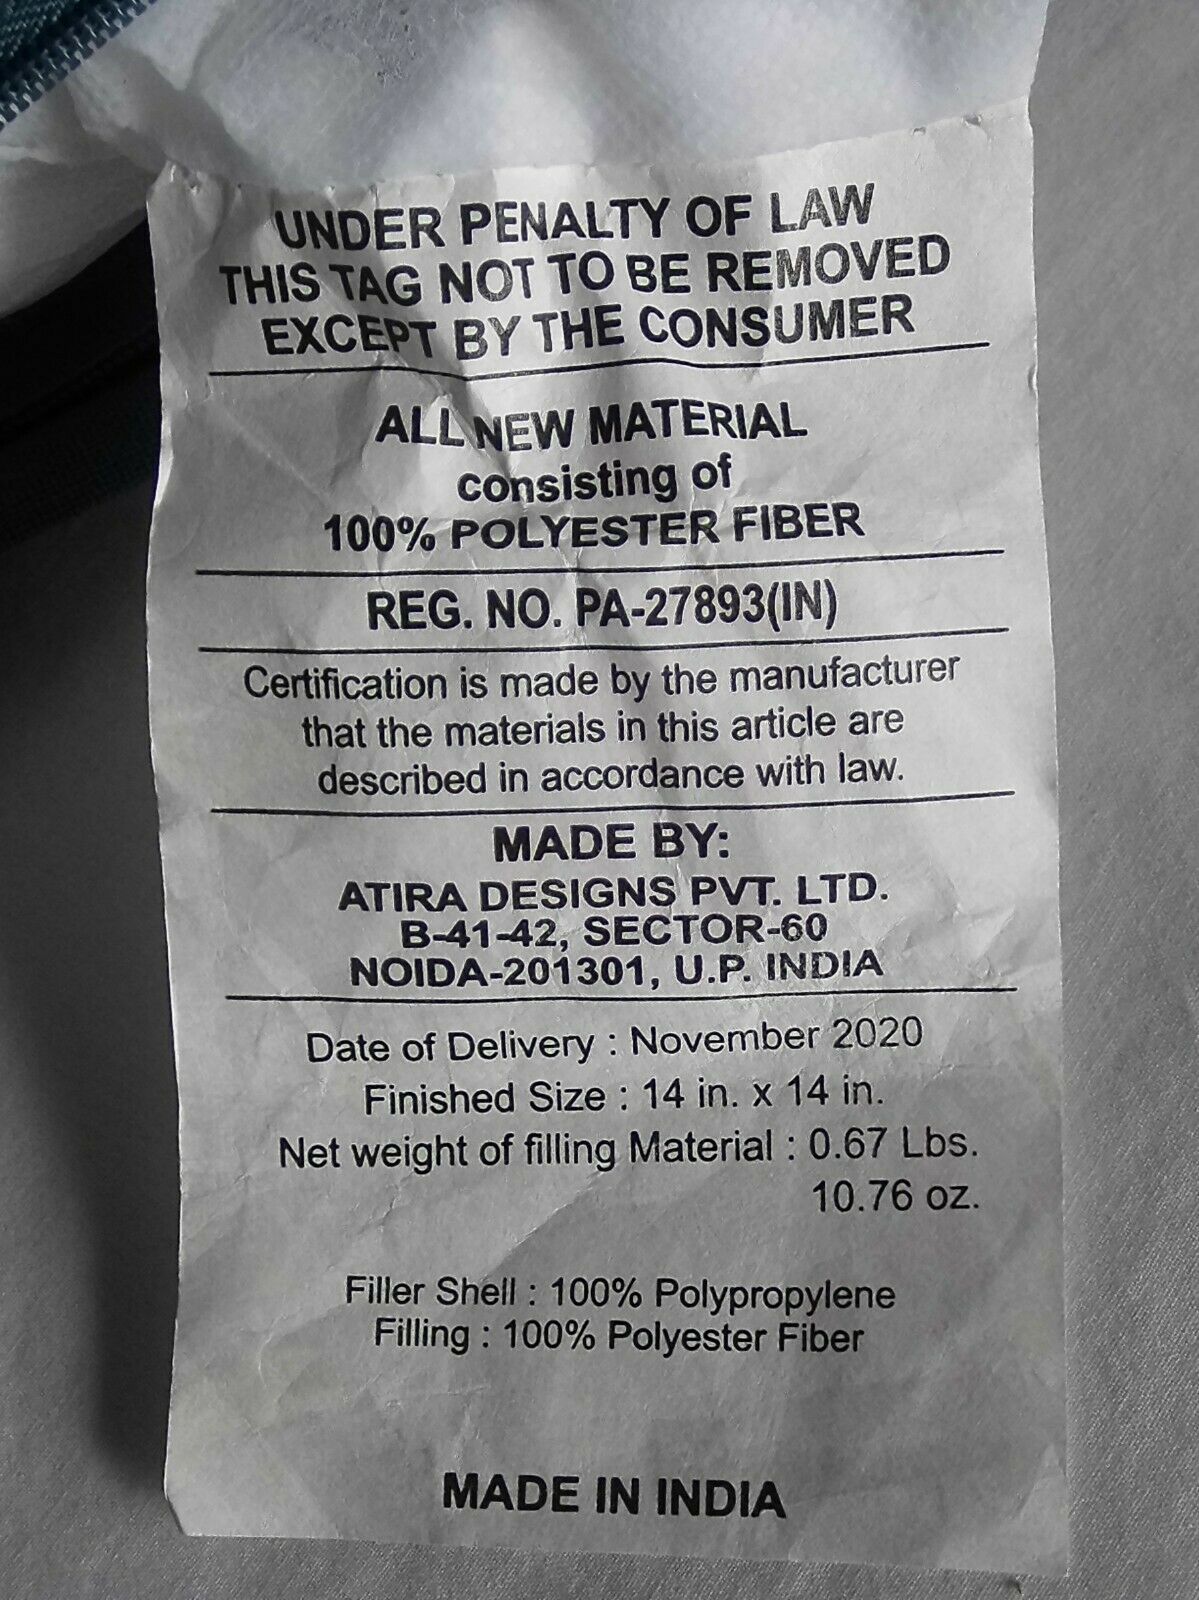 UNDER PENALTY OF LAW
THIS TAG NOT TO BE REMOVED
EXCEPT BY THE CONSUMER
ALL NEW MATERIAL
consisting of
100% POLYESTER FIBER
REG. NO. PA-27893(IN)
Certification is made by the manufacturer
that the materials in this article are
described in accordance with law.
MADE BY:
ATIRA DESIGNS PVT. LTD.
B-41-42, SECTOR-60
NOIDA-201301, U.P. INDIA
Date of Delivery : November 2020
Finished Size : 14 in. x 14 in.
Net weight of filling Material : 0.67 Lbs.
10.76 oz.
Filler Shell : 100% Polypropylene
Filling : 100% Polyester Fiber
MADE IN INDIA